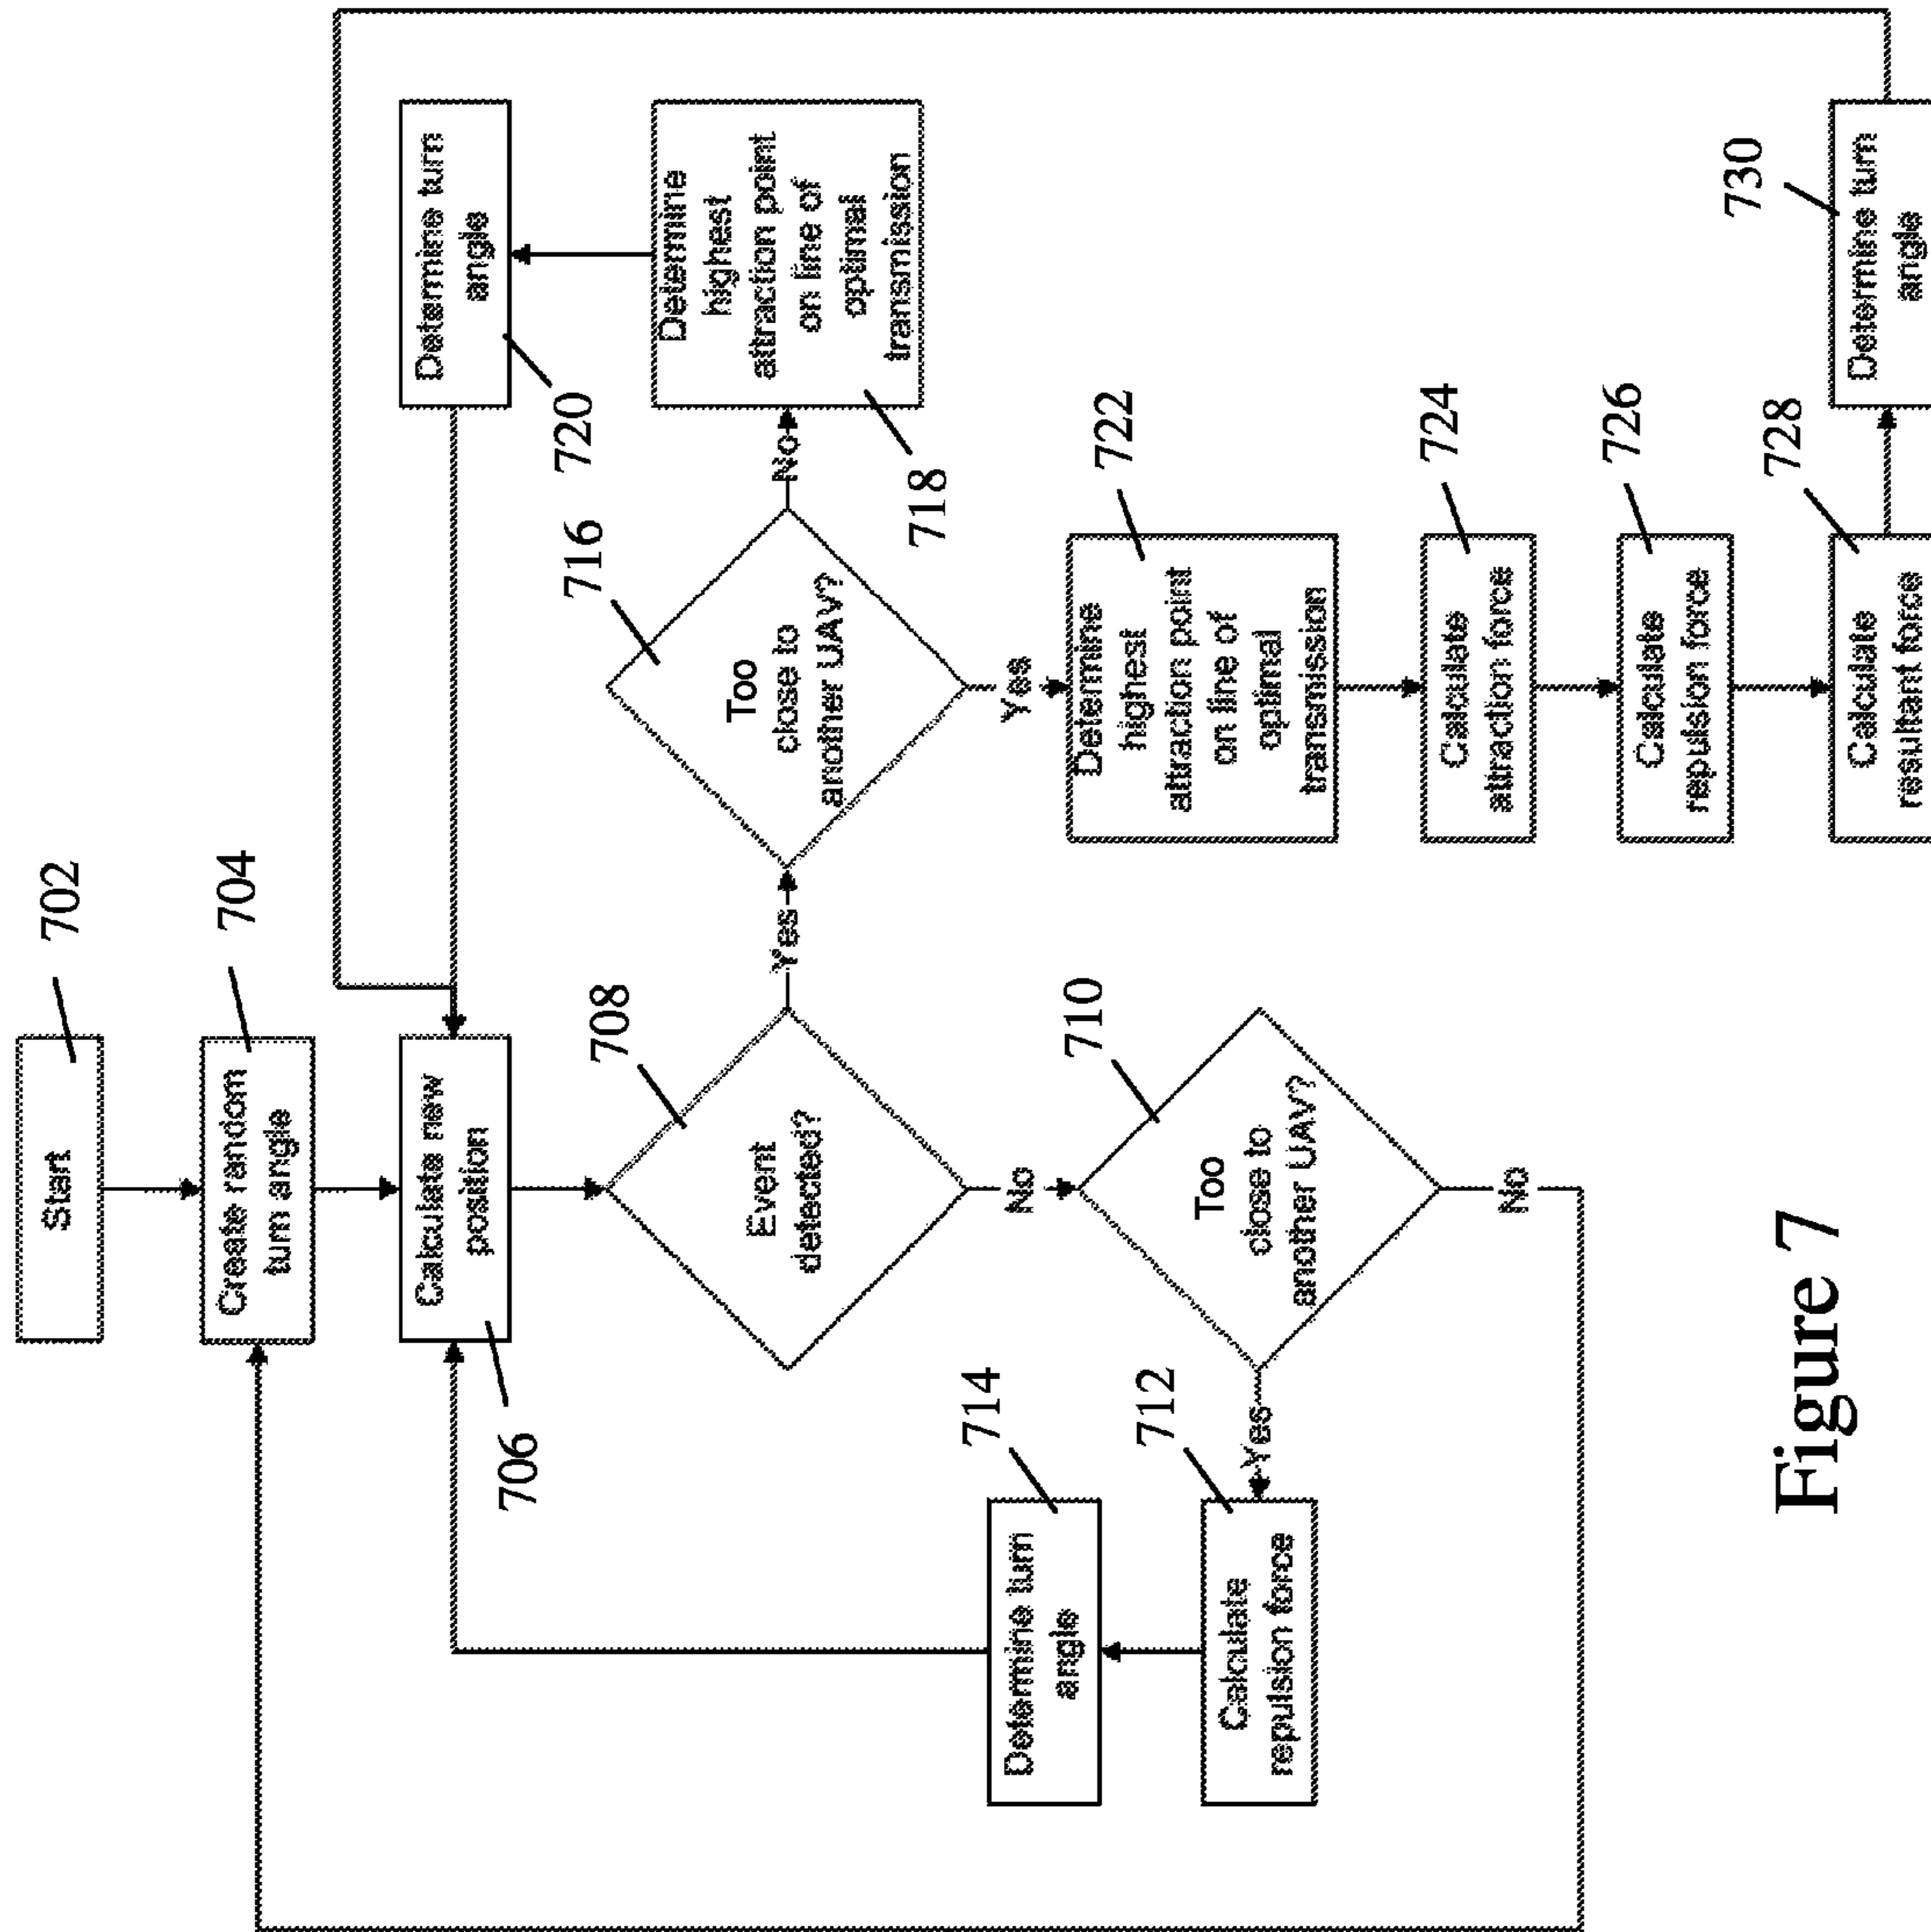 Start
702
Create random
turn angle
704
Calculate new
position
706
Event
detected?
708
Yes
No
Too
close to
another UAV?
710
Yes
No
Calculate
repulsion force
712
Determine turn
angle
714
Too
close to
another UAV?
716
No
Yes
Determine
highest
attraction point
on line of
optimal
transmission
718
Determine turn
angle
720
Determine
highest
attraction point
on line of
optimal
transmission
722
Calculate
attraction force
724
Calculate
repulsion force
726
Calculate
resultant force
728
Determine turn
angle
730
Figure 7